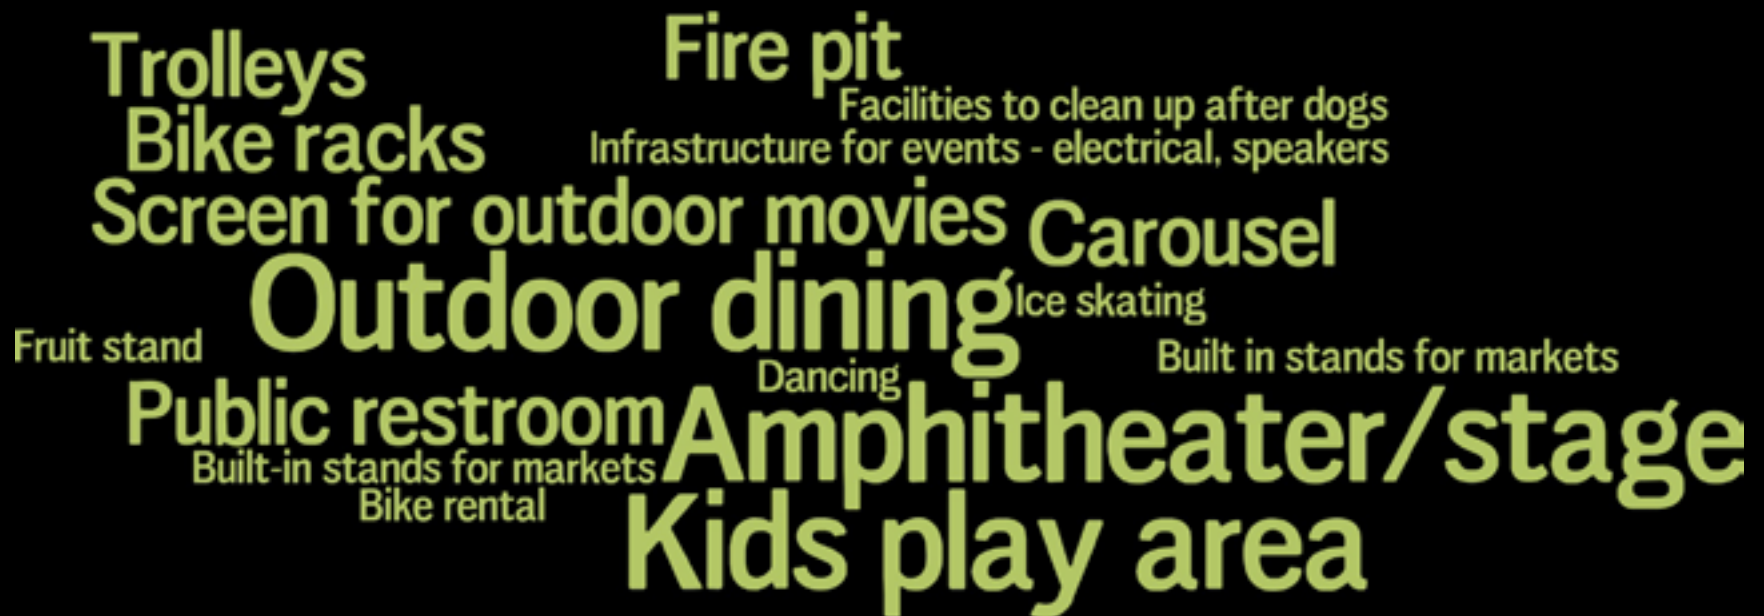 Trolleys
Fire pit
Facilities to clean up after dogs
Bike racks
Infrastructure for events - electrical, speakers
Screen for outdoor movies
Carousel
Outdoor dining
Ice skating
Fruit stand
Built in stands for markets
Dancing
Public restroom
Amphitheater/stage
Built-in stands for markets
Bike rental
Kids play area